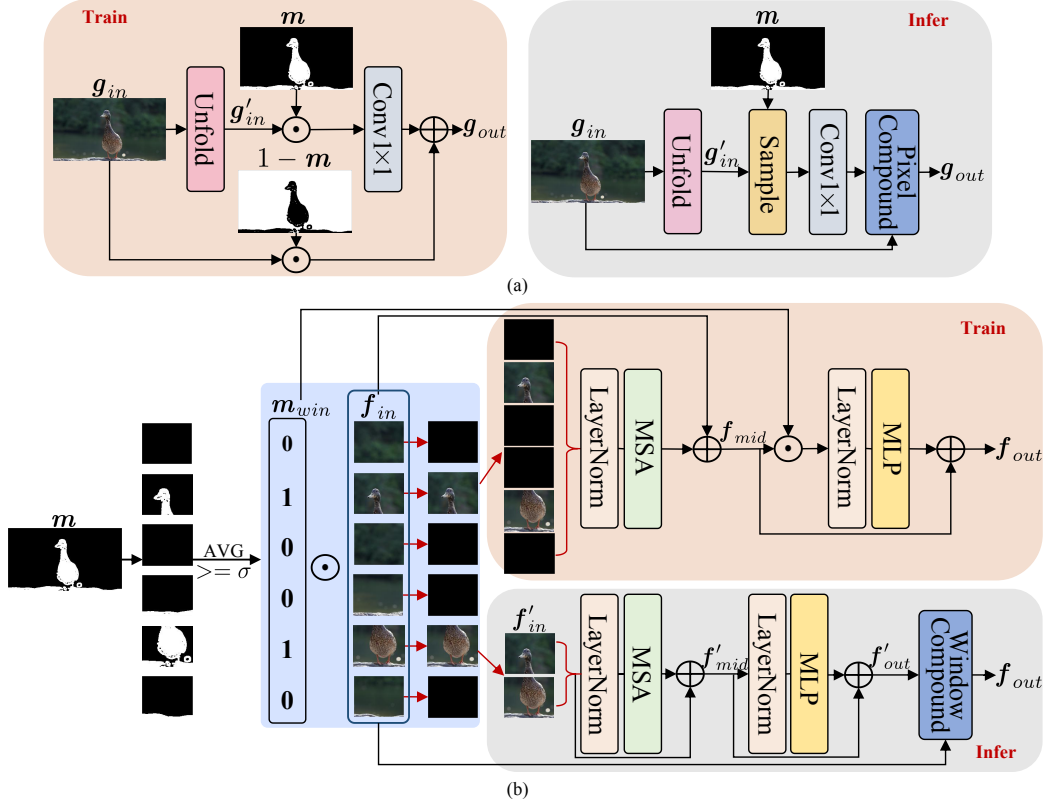 Train
m
g_in
Unfold
g'_in
1 − m
Conv1×1
g_out
Infer
m
g_in
Unfold
g'_in
Sample
Conv1×1
Pixel
Compound
g_out
(a)
m
AVG
>= σ
m_win
0
1
0
0
1
0
f_in
Train
LayerNorm
MSA
f_mid
LayerNorm
MLP
f_out
f'_in
LayerNorm
MSA
f'_mid
LayerNorm
MLP
f'_out
Window
Compound
f_out
Infer
(b)